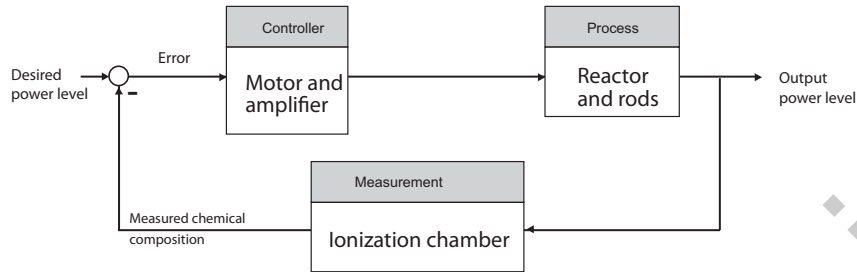 Controller
Process
Error
Desired
power level
Motor and
amplifier
Reactor
and rods
Output
power level
-
Measurement
Measured chemical
composition
Ionization chamber